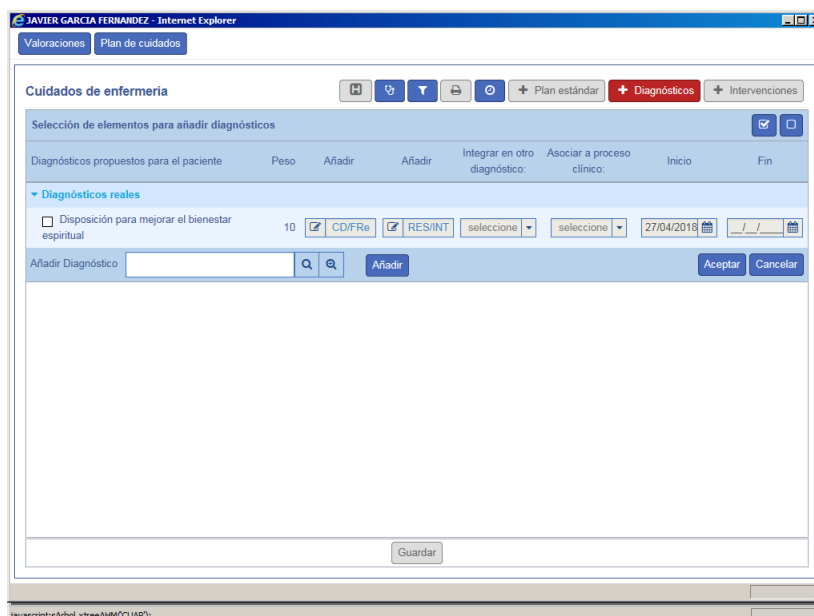 JAVIER GARCIA FERNANDEZ - Internet Explorer
Valoraciones Plan de cuidados
Cuidados de enfermeria + Plan estándar + Diagnósticos + Intervenciones
Selección de elementos para añadir diagnósticos
Diagnósticos propuestos para el paciente Peso Añadir Añadir Integrar en otro diagnóstico: Asociar a proceso clínico: Inicio Fin
Diagnósticos reales
Disposición para mejorar el bienestar
espiritual
10 CD/FRe RES/INT seleccione seleccione 27/04/2018 __/__/____
Añadir Diagnóstico Añadir Aceptar Cancelar
Guardar